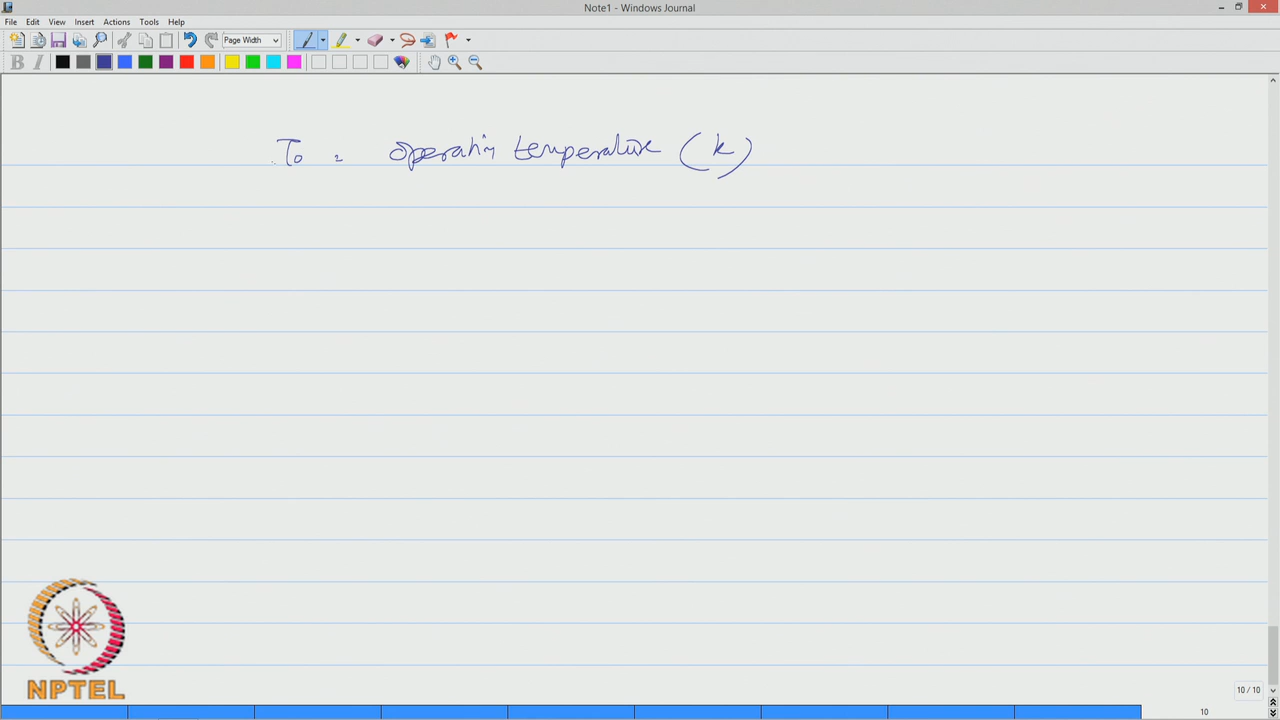 Note1 - Windows Journal
File Edit View Insert Actions Tools Help
Page Width
B I
To = operating temperature (k)
NPTEL
10 / 10
10